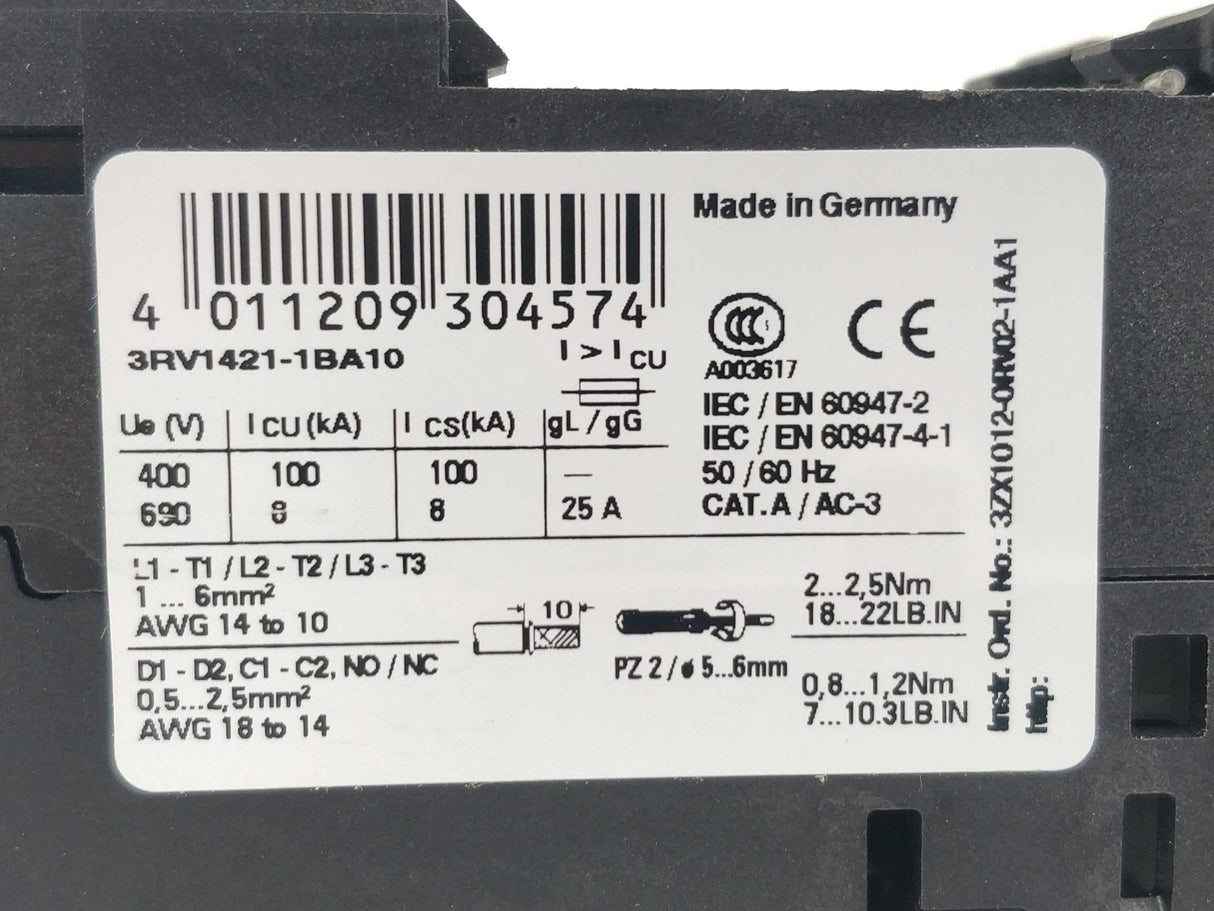 4 011209 304574
3RV1421-1BA10
I > I CU
Ue (V) I CU (kA) I CS(kA) gL / gG
400 100 100 —
690 8 8 25 A
L1 - T1 / L2 - T2 / L3 - T3
1 ... 6mm²
AWG 14 to 10
D1 - D2, C1 - C2, NO / NC
0,5...2,5mm²
AWG 18 to 14
10
PZ 2 / ø 5...6mm
2...2,5Nm
18...22LB.IN
0,8...1,2Nm
7...10.3LB.IN
Made in Germany
CCC
CE
A003617
IEC / EN 60947-2
IEC / EN 60947-4-1
50 / 60 Hz
CAT. A / AC-3
Instr. Ord. No.: 3ZX1012-0RV02-1AA1
http: